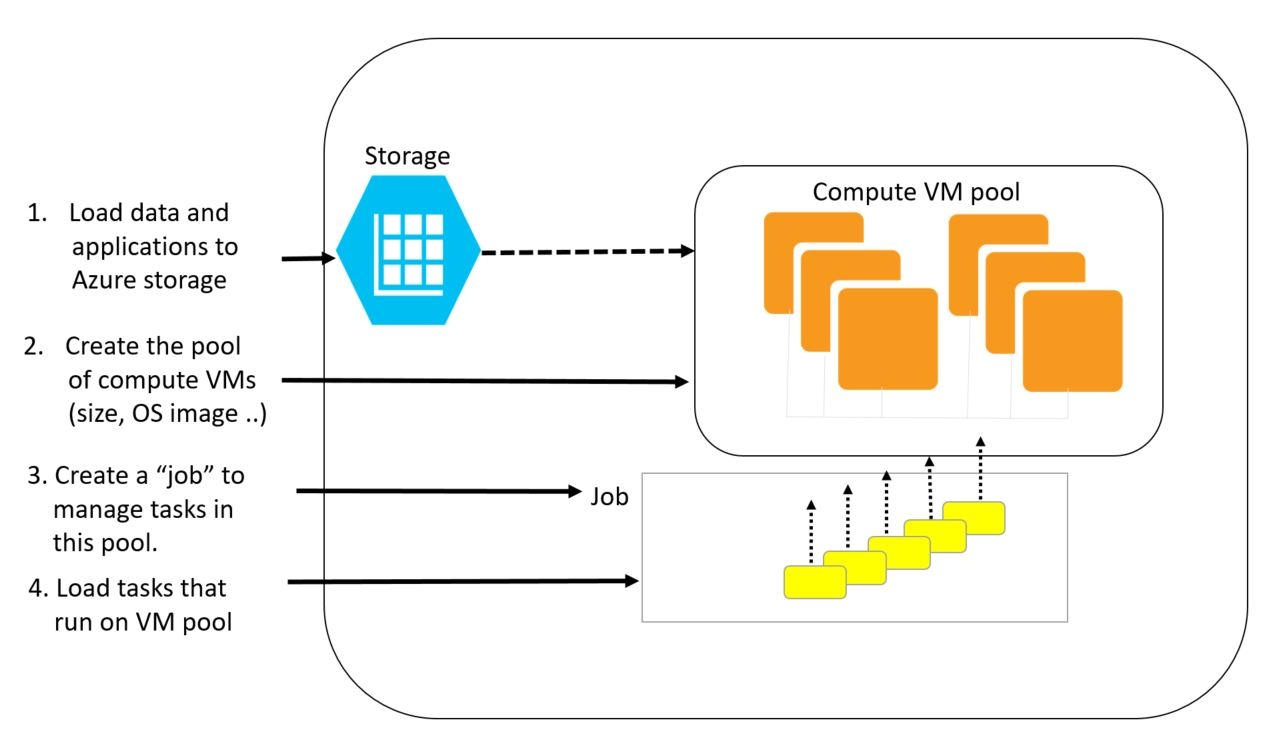 1. Load data and
applications to
Azure storage
2. Create the pool
of compute VMs
(size, OS image ..)
3. Create a “job” to
manage tasks in
this pool.
4. Load tasks that
run on VM pool
Storage
Compute VM pool
Job